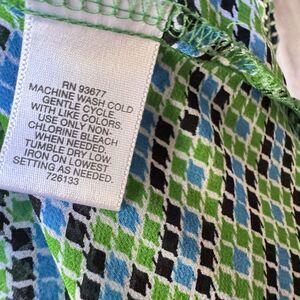 RN 93677
MACHINE WASH COLD
GENTLE CYCLE
WITH LIKE COLORS.
USE ONLY NON-
CHLORINE BLEACH
WHEN NEEDED.
TUMBLE DRY LOW.
IRON ON LOWEST
SETTING AS NEEDED.
726133